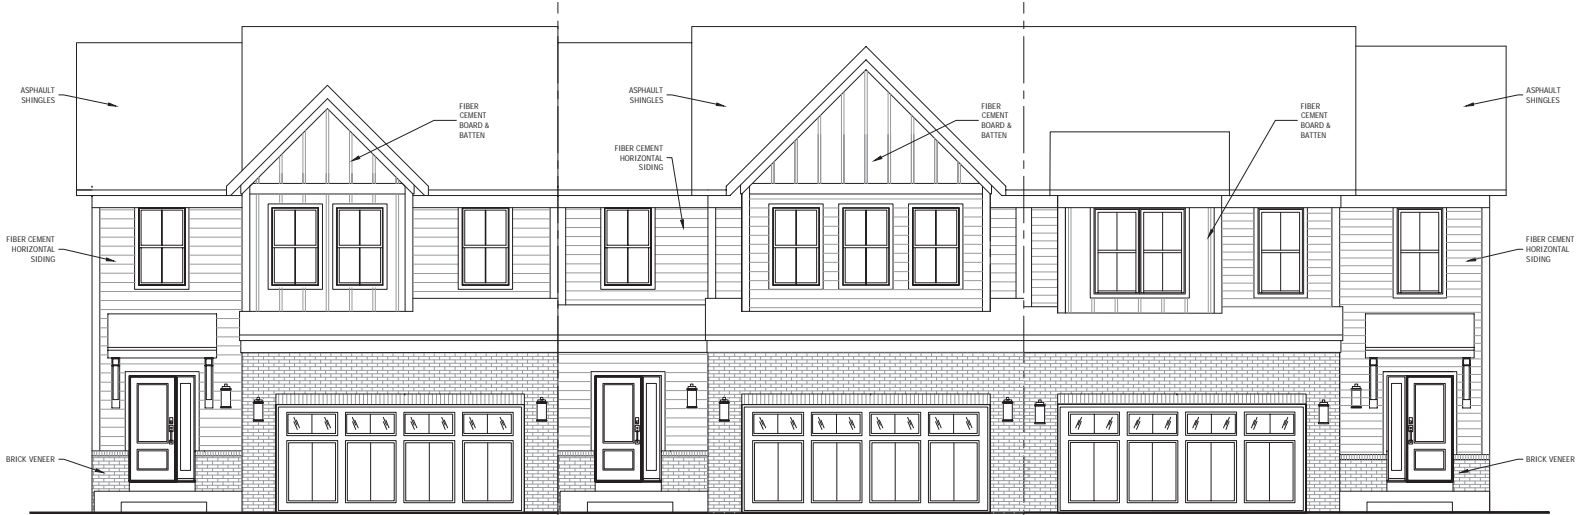 ASPHAULT
SHINGLES
FIBER
CEMENT
BOARD &
BATTEN
ASPHAULT
SHINGLES
FIBER CEMENT
HORIZONTAL
SIDING
FIBER
CEMENT
BOARD &
BATTEN
FIBER
CEMENT
BOARD &
BATTEN
ASPHAULT
SHINGLES
FIBER CEMENT
HORIZONTAL
SIDING
FIBER CEMENT
HORIZONTAL
SIDING
BRICK VENEER
BRICK VENEER